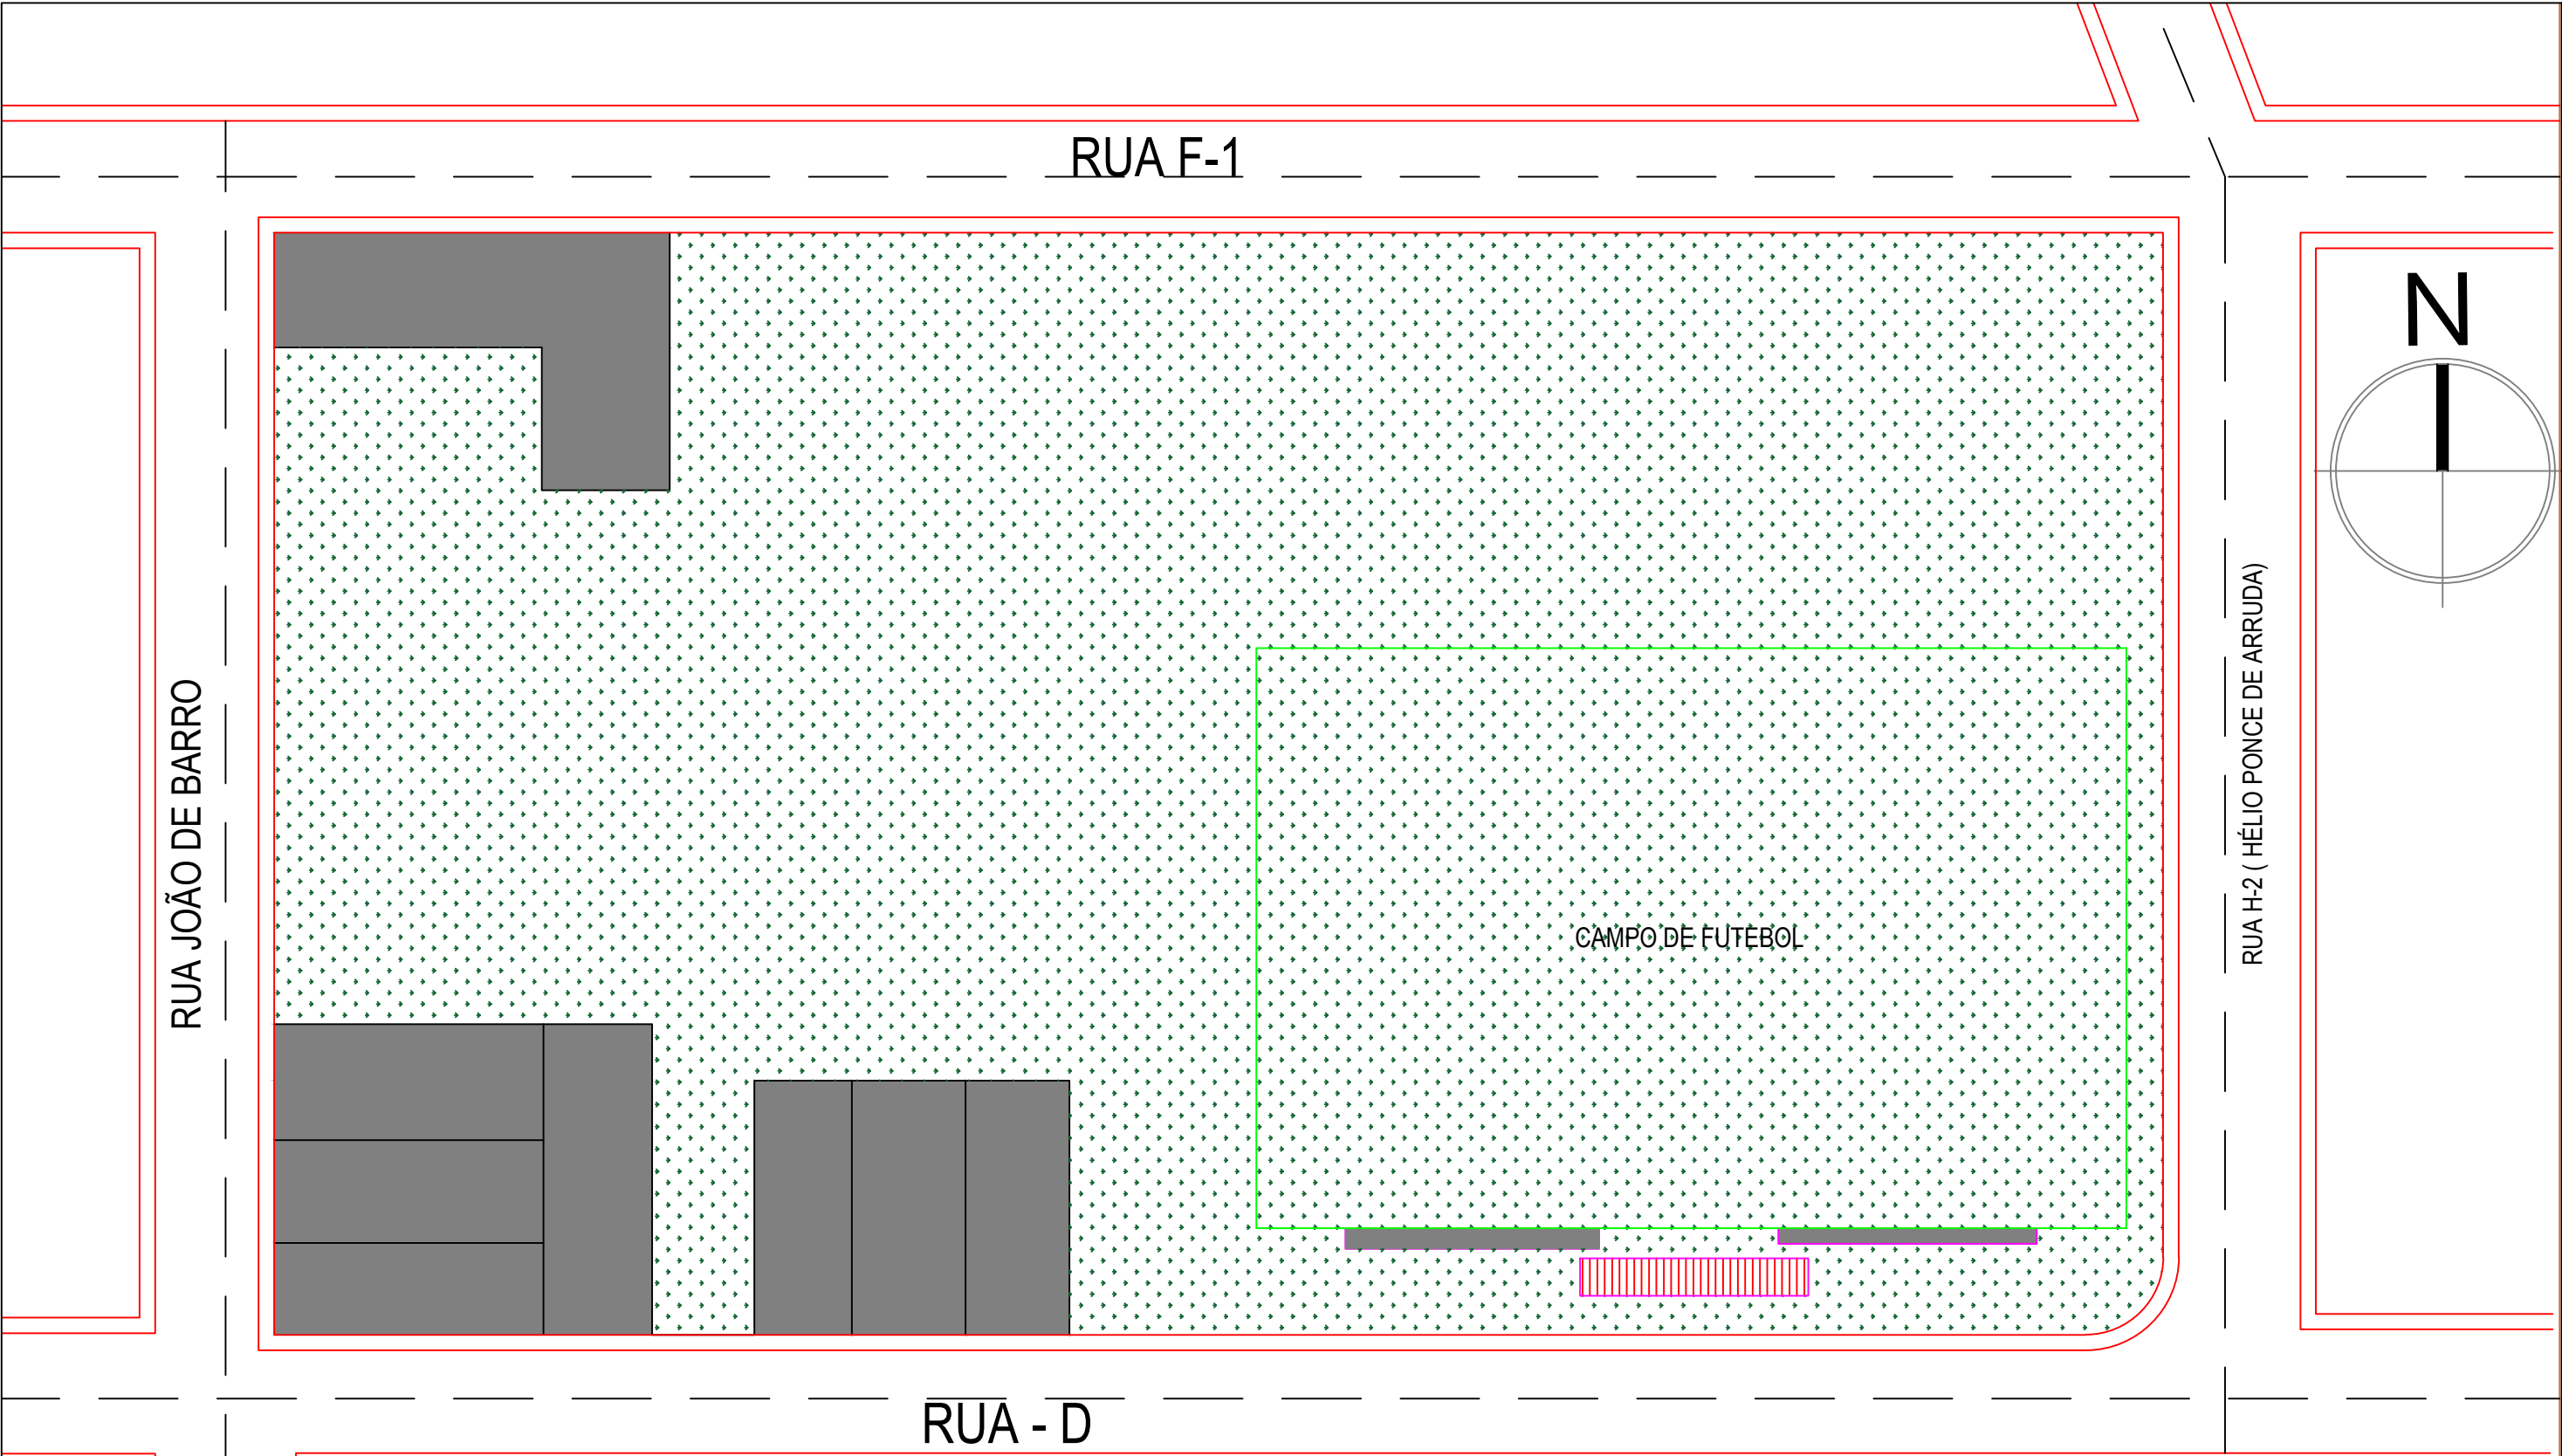 RUA F-1
N
RUA JOÃO DE BARRO
RUA H-2 ( HÉLIO PONCE DE ARRUDA)
CAMPO DE FUTEBOL
RUA - D